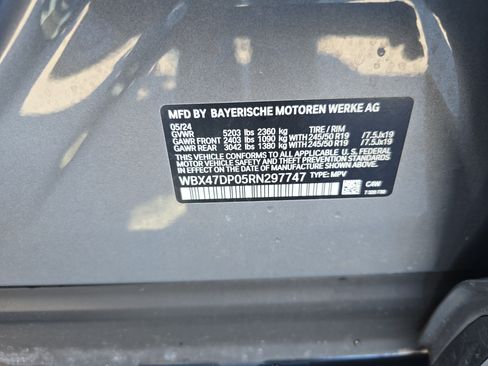 MFD BY BAYERISCHE MOTOREN WERKE AG
05/24
GVWR 5203 lbs 2360 kg TIRE / RIM
GAWR FRONT 2403 lbs 1090 kg WITH 245/50 R19 /7.5Jx19
GAWR REAR 3042 lbs 1380 kg WITH 245/50 R19 /7.5Jx19
THIS VEHICLE CONFORMS TO ALL APPLICABLE U.S. FEDERAL
MOTOR VEHICLE SAFETY, BUMPER, AND THEFT PREVENTION STANDARDS
IN EFFECT ON THE DATE OF MANUFACTURE SHOWN ABOVE.
WBX47DP05RN297747 TYPE: MPV C4W